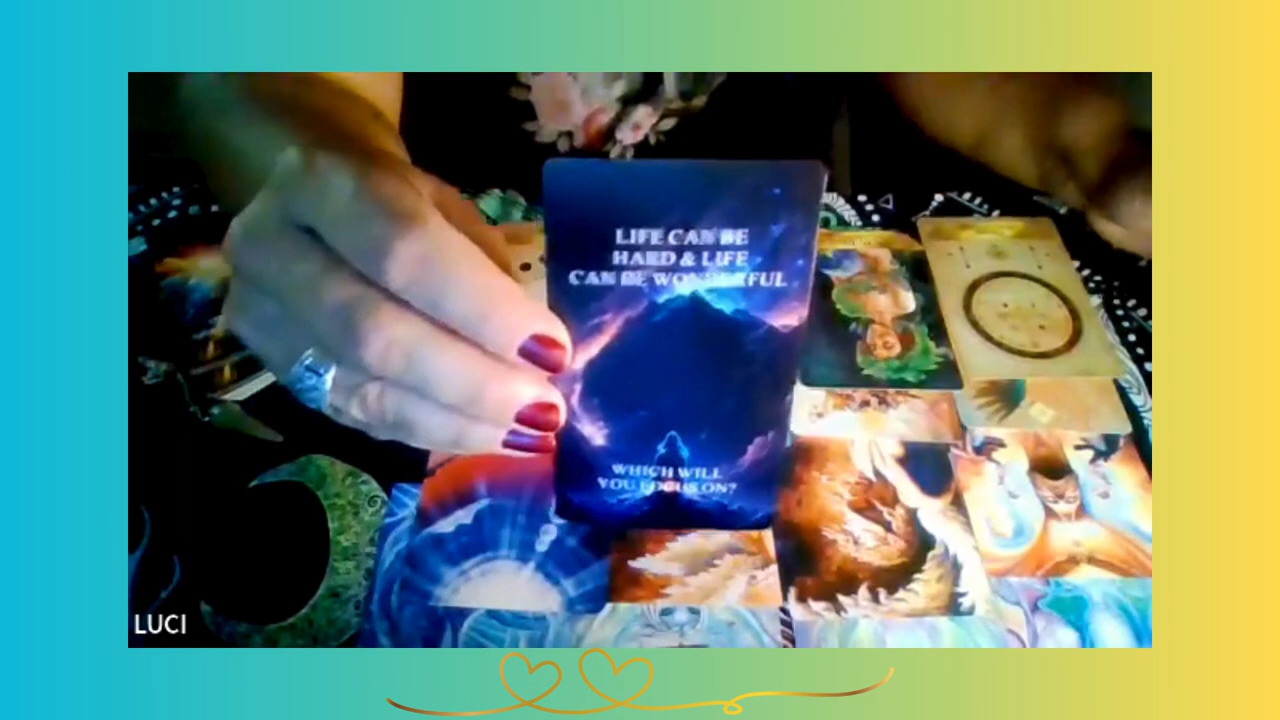 LIFE CAN BE
HARD & LIFE
CAN BE WONDERFUL
WHICH WILL
YOU FOCUS ON?
LUCI